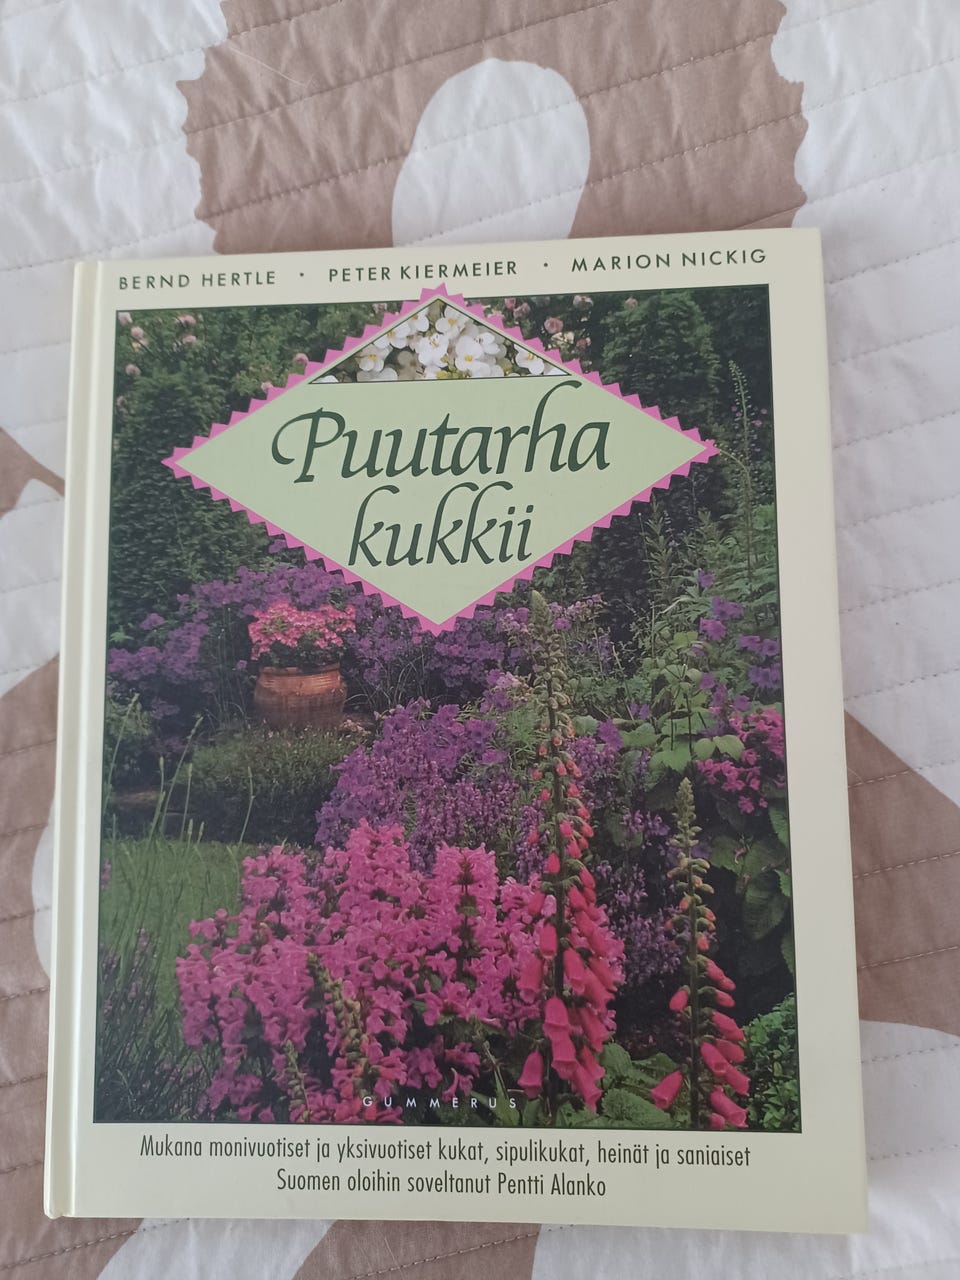 BERND HERTLE • PETER KIERMEIER • MARION NICKIG
Puutarha
kukkii
GUMMERUS
Mukana monivuotiset ja yksivuotiset kukat, sipulikukat, heinät ja saniaiset
Suomen oloihin soveltanut Pentti Alanko